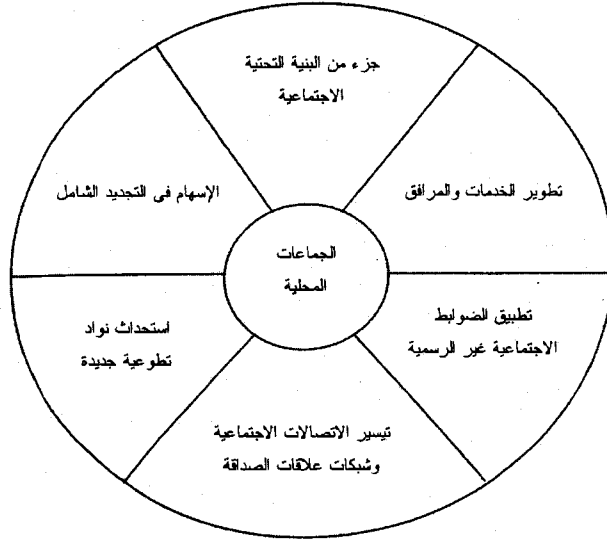 جزء من البنية التحتية
الاجتماعية
تطوير الخدمات والمرافق
تطبيق الضوابط
الاجتماعية غير الرسمية
تيسير الاتصالات الاجتماعية
وشبكات علاقات الصداقة
استحداث نواد
تطوعية جديدة
الإسهام فى التجديد الشامل
الجماعات
المحلية